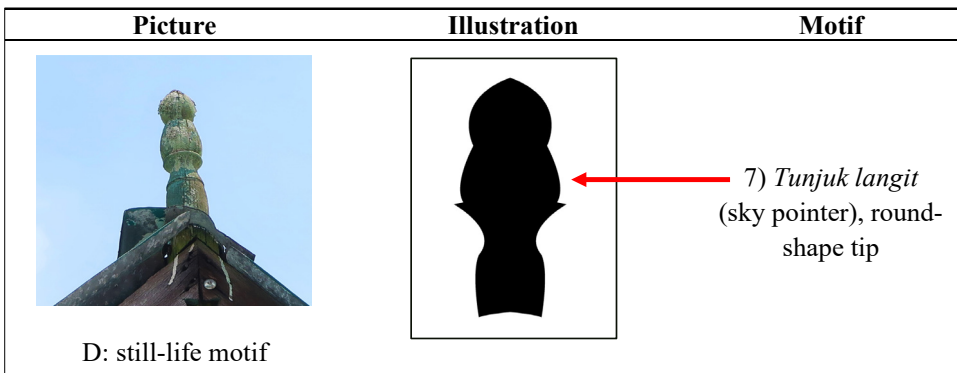 Picture Illustration Motif
7) Tunjuk langit
(sky pointer), round-
shape tip
D: still-life motif